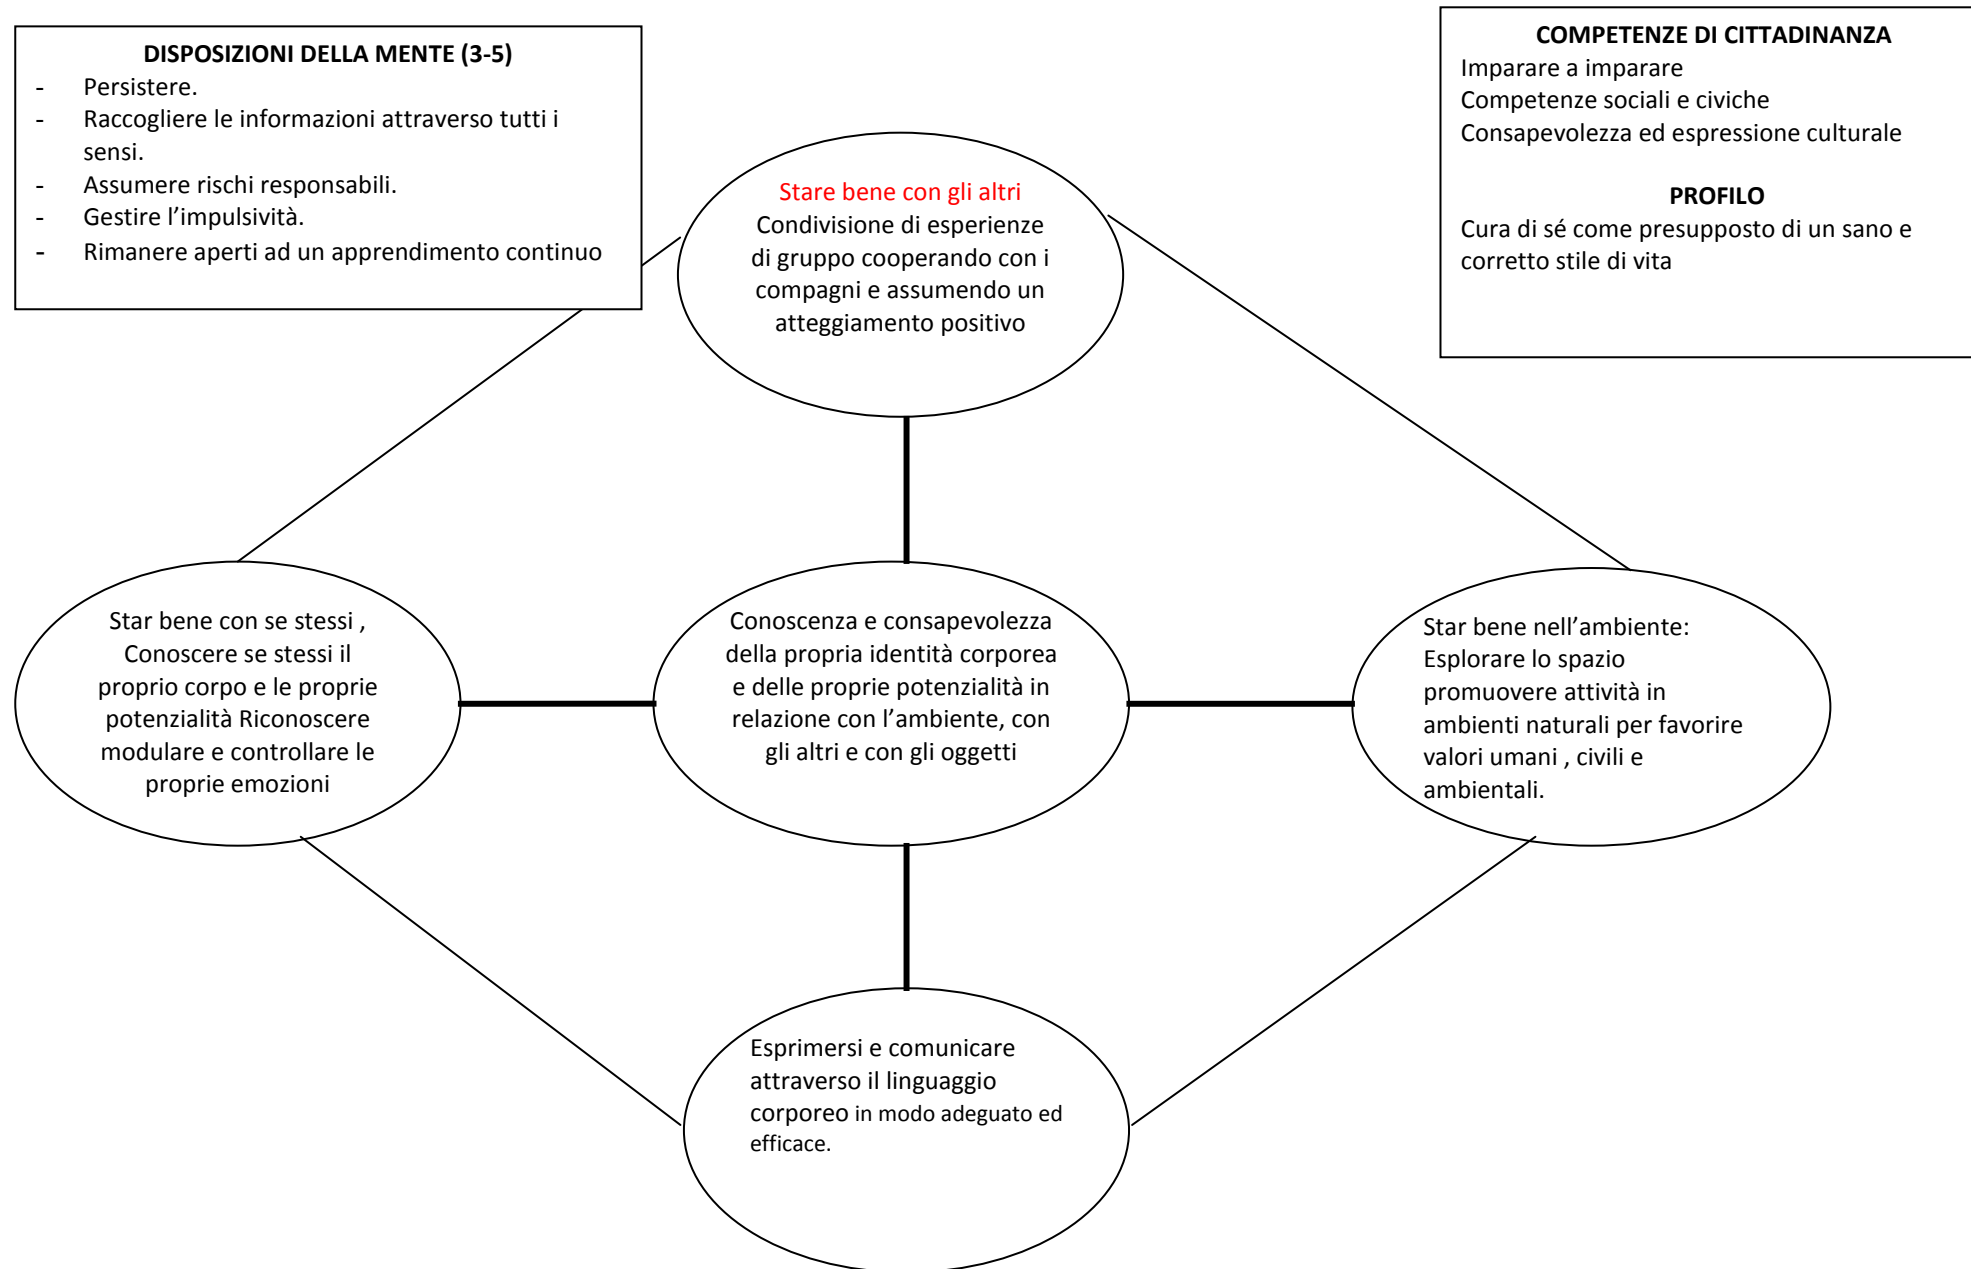 DISPOSIZIONI DELLA MENTE (3-5)
- Persistere.
- Raccogliere le informazioni attraverso tutti i
sensi.
- Assumere rischi responsabili.
- Gestire l’impulsività.
- Rimanere aperti ad un apprendimento continuo
COMPETENZE DI CITTADINANZA
Imparare a imparare
Competenze sociali e civiche
Consapevolezza ed espressione culturale
PROFILO
Cura di sé come presupposto di un sano e
corretto stile di vita
Stare bene con gli altri
Condivisione di esperienze
di gruppo cooperando con i
compagni e assumendo un
atteggiamento positivo
Star bene con se stessi ,
Conoscere se stessi il
proprio corpo e le proprie
potenzialità Riconoscere
modulare e controllare le
proprie emozioni
Conoscenza e consapevolezza
della propria identità corporea
e delle proprie potenzialità in
relazione con l’ambiente, con
gli altri e con gli oggetti
Star bene nell’ambiente:
Esplorare lo spazio
promuovere attività in
ambienti naturali per favorire
valori umani , civili e
ambientali.
Esprimersi e comunicare
attraverso il linguaggio
corporeo in modo adeguato ed
efficace.